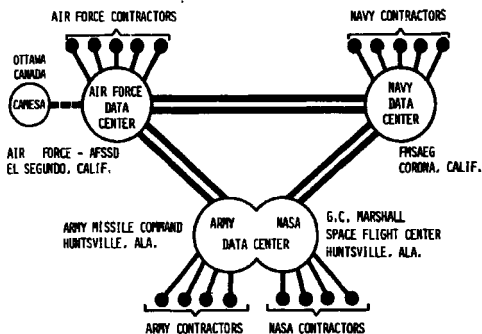 AIR FORCE CONTRACTORS
NAVY CONTRACTORS
OTTAWA
CANADA
CAMESA
AIR FORCE
DATA
CENTER
NAVY
DATA
CENTER
AIR FORCE - AFSSD
EL SEGUNDO, CALIF.
FMSAEG
CORONA, CALIF.
ARMY MISSILE COMMAND
HUNTSVILLE, ALA.
ARMY NASA
DATA CENTER
G.C. MARSHALL
SPACE FLIGHT CENTER
HUNTSVILLE, ALA.
ARMY CONTRACTORS
NASA CONTRACTORS